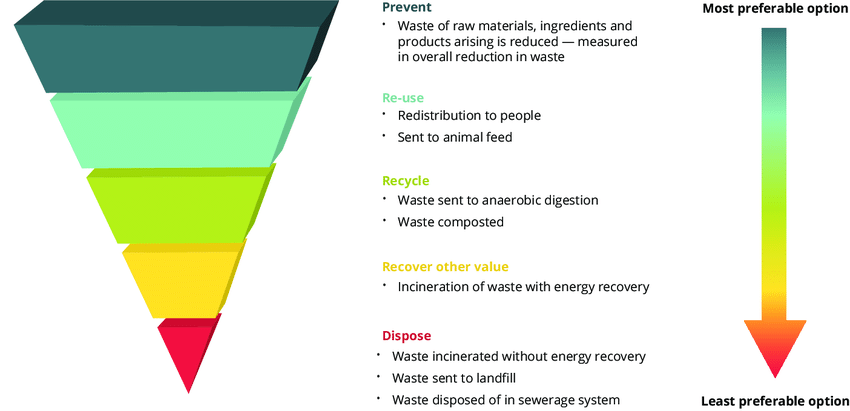 Prevent
• Waste of raw materials, ingredients and
products arising is reduced — measured
in overall reduction in waste
Re-use
• Redistribution to people
• Sent to animal feed
Recycle
• Waste sent to anaerobic digestion
• Waste composted
Recover other value
• Incineration of waste with energy recovery
Dispose
• Waste incinerated without energy recovery
• Waste sent to landfill
• Waste disposed of in sewerage system
Most preferable option
Least preferable option